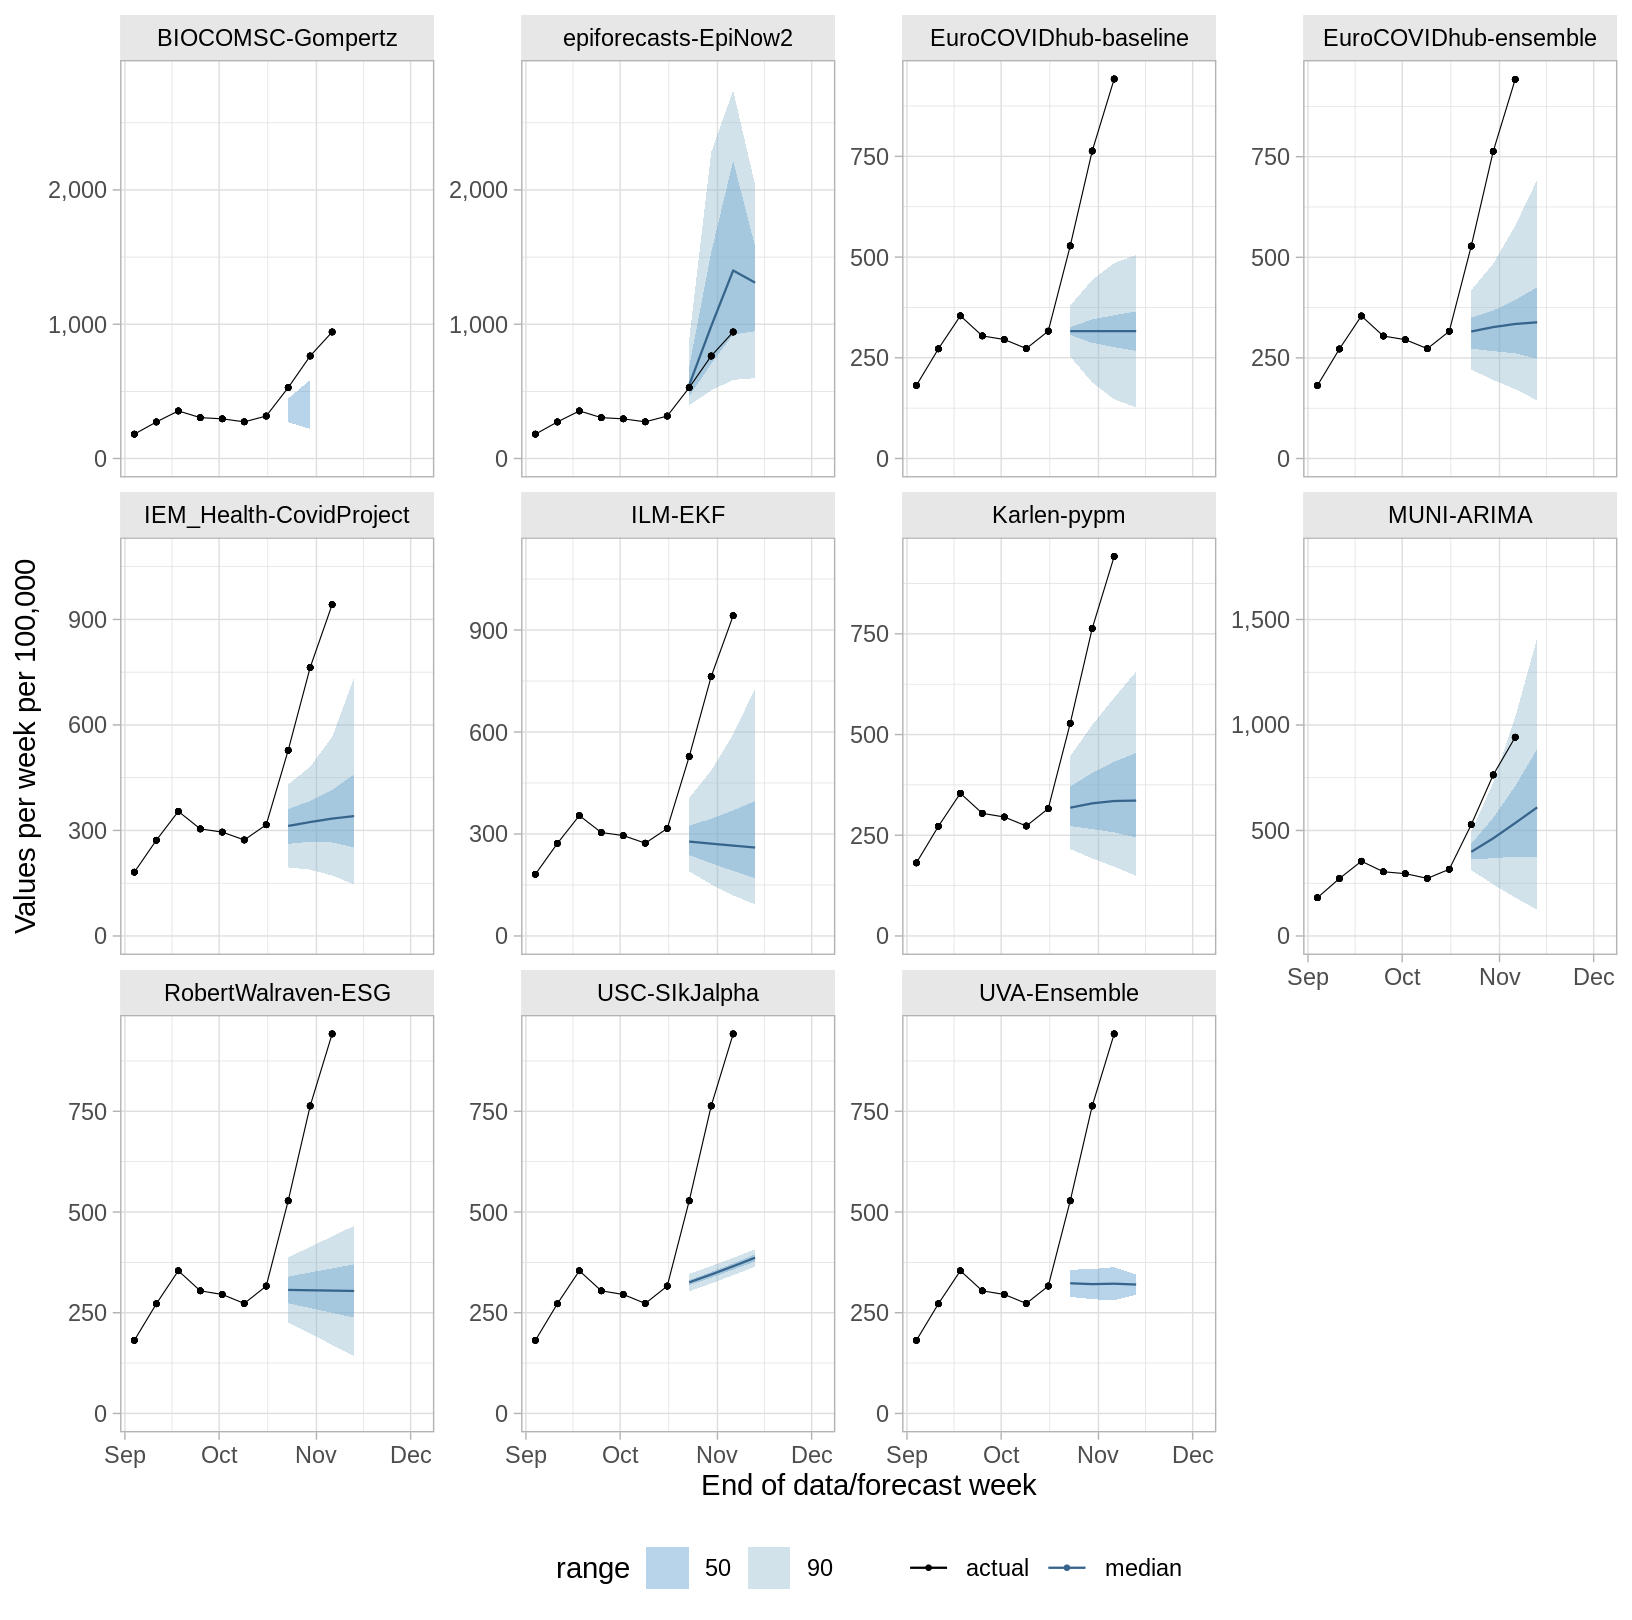 BIOCOMSC-Gompertz
epiforecasts-EpiNow2
EuroCOVIDhub-baseline
EuroCOVIDhub-ensemble
2,000
1,000
0
2,000
1,000
0
750
500
250
0
750
500
250
0
IEM_Health-CovidProject
ILM-EKF
Karlen-pypm
MUNI-ARIMA
Values per week per 100,000
900
600
300
0
900
600
300
0
750
500
250
0
1,500
1,000
500
0
Sep Oct Nov Dec
RobertWalraven-ESG
USC-SIkJalpha
UVA-Ensemble
750
500
250
0
750
500
250
0
750
500
250
0
Sep Oct Nov Dec
Sep Oct Nov Dec
Sep Oct Nov Dec
End of data/forecast week
range 50 90 actual median